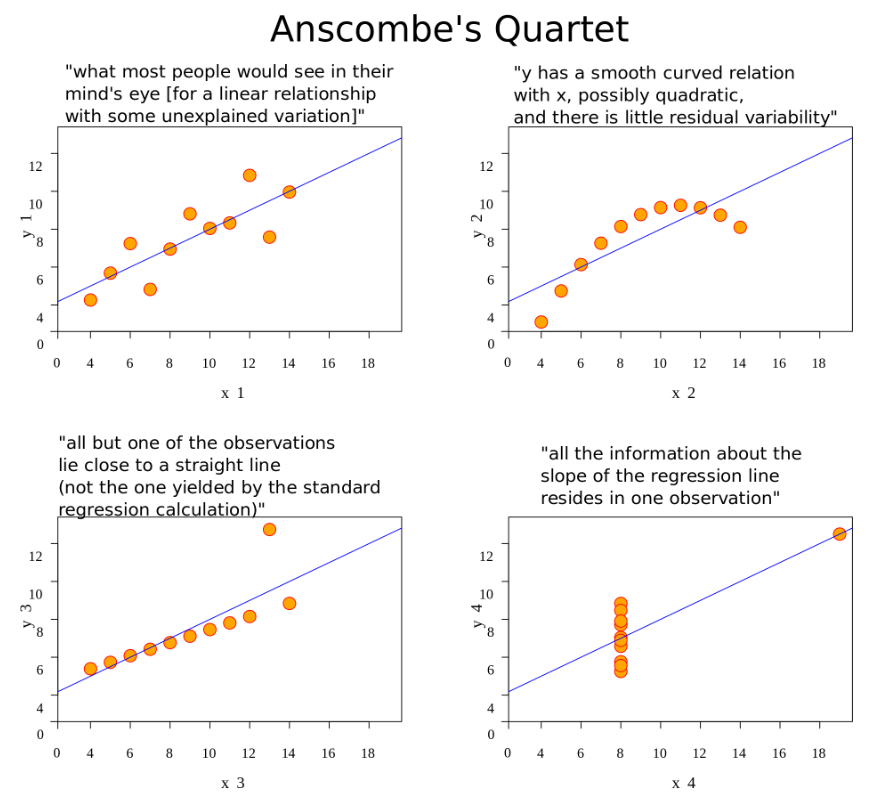 Anscombe's Quartet
"what most people would see in their
mind's eye [for a linear relationship
with some unexplained variation]"
12
10
8
6
4
0
y 1
0 4 6 8 10 12 14 16 18
x 1
"y has a smooth curved relation
with x, possibly quadratic,
and there is little residual variability"
12
10
8
6
4
0
y 2
0 4 6 8 10 12 14 16 18
x 2
"all but one of the observations
lie close to a straight line
(not the one yielded by the standard
regression calculation)"
12
10
8
6
4
0
y 3
0 4 6 8 10 12 14 16 18
x 3
"all the information about the
slope of the regression line
resides in one observation"
12
10
8
6
4
0
y 4
0 4 6 8 10 12 14 16 18
x 4